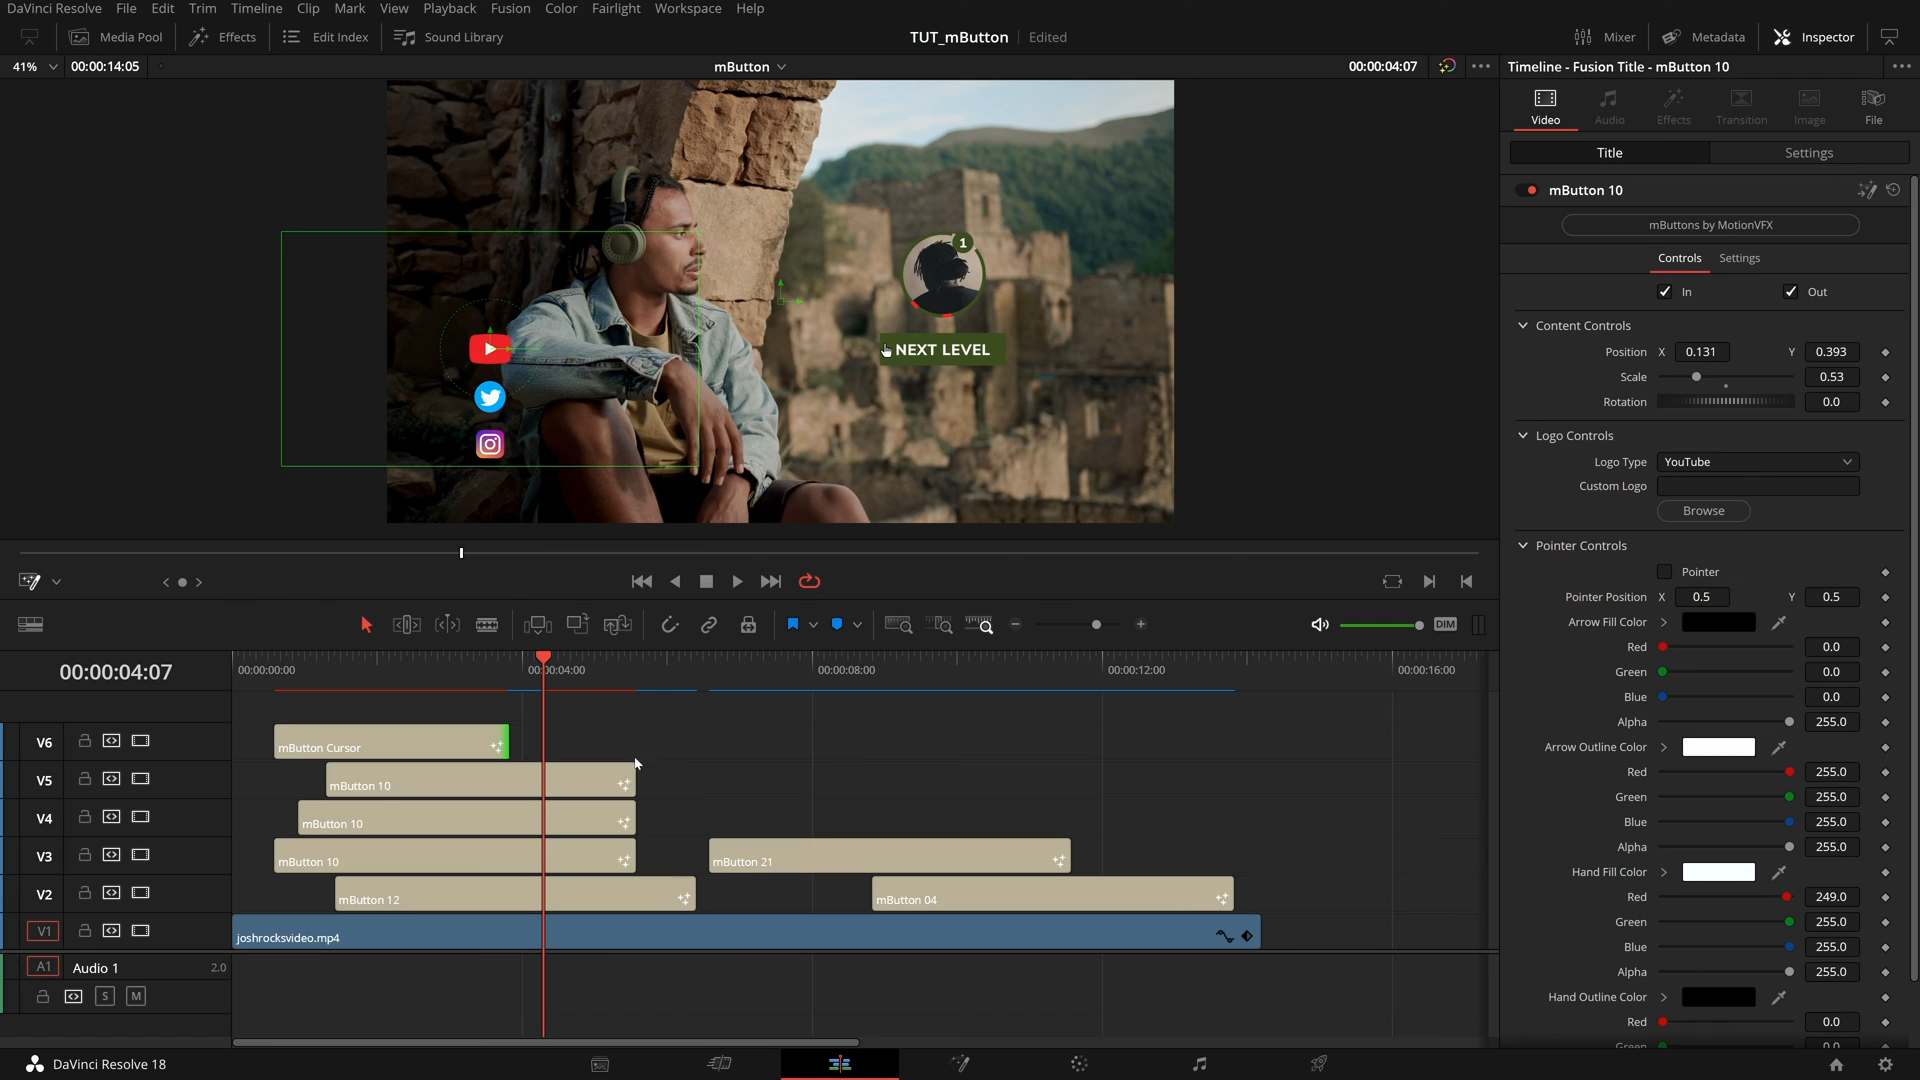 DaVinci Resolve File Edit Trim Timeline Clip Mark View Playback Fusion Color Fairlight Workspace Help
Media Pool Effects Edit Index Sound Library TUT_mButton Edited Mixer Metadata Inspector
41% 00:00:14:05 mButton 00:00:04:07 Timeline - Fusion Title - mButton 10
Video Audio Effects Transition Image File
Title Settings
mButton 10
mButtons by MotionVFX
Controls Settings
In Out
Content Controls
Position X 0.131 Y 0.393
Scale 0.53
Rotation 0.0
Logo Controls
Logo Type YouTube
Custom Logo
Browse
Pointer Controls
Pointer
Pointer Position X 0.5 Y 0.5
Arrow Fill Color
Red 0.0
Green 0.0
Blue 0.0
Alpha 255.0
Arrow Outline Color
Red 255.0
Green 255.0
Blue 255.0
Alpha 255.0
Hand Fill Color
Red 249.0
Green 255.0
Blue 255.0
Alpha 255.0
Hand Outline Color
Red 0.0
Green 0.0
1
NEXT LEVEL
DIM
00:00:04:07 00:00:00:00 00:00:04:00 00:00:08:00 00:00:12:00 00:00:16:00
V6 mButton Cursor
V5 mButton 10
V4 mButton 10
V3 mButton 10 mButton 21
V2 mButton 12 mButton 04
V1 joshrocksvideo.mp4
A1 Audio 1 2.0
S M
DaVinci Resolve 18